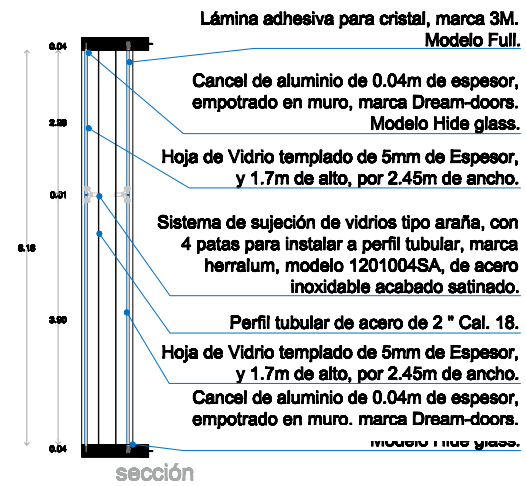 Lámina adhesiva para cristal, marca 3M.
Modelo Full.
Cancel de aluminio de 0.04m de espesor,
empotrado en muro, marca Dream-doors.
Modelo Hide glass.
Hoja de Vidrio templado de 5mm de Espesor,
y 1.7m de alto, por 2.45m de ancho.
Sistema de sujeción de vidrios tipo araña, con
4 patas para instalar a perfil tubular, marca
herralum, modelo 1201004SA, de acero
inoxidable acabado satinado.
Perfil tubular de acero de 2 " Cal. 18.
Hoja de Vidrio templado de 5mm de Espesor,
y 1.7m de alto, por 2.45m de ancho.
Cancel de aluminio de 0.04m de espesor,
empotrado en muro. marca Dream-doors.
Modelo Hide glass.
0.04
0.01
0.04
sección